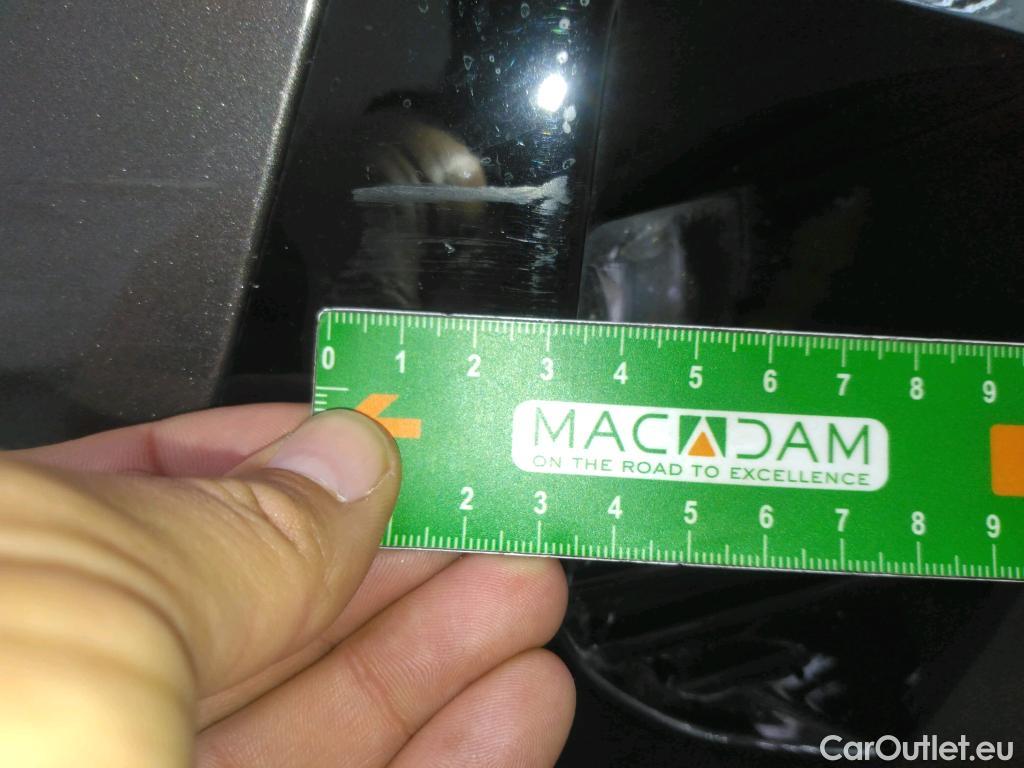 0 1 2 3 4 5 6 7 8 9
MACADAM
ON THE ROAD TO EXCELLENCE
2 3 4 5 6 7 8 9
CarOutlet.eu